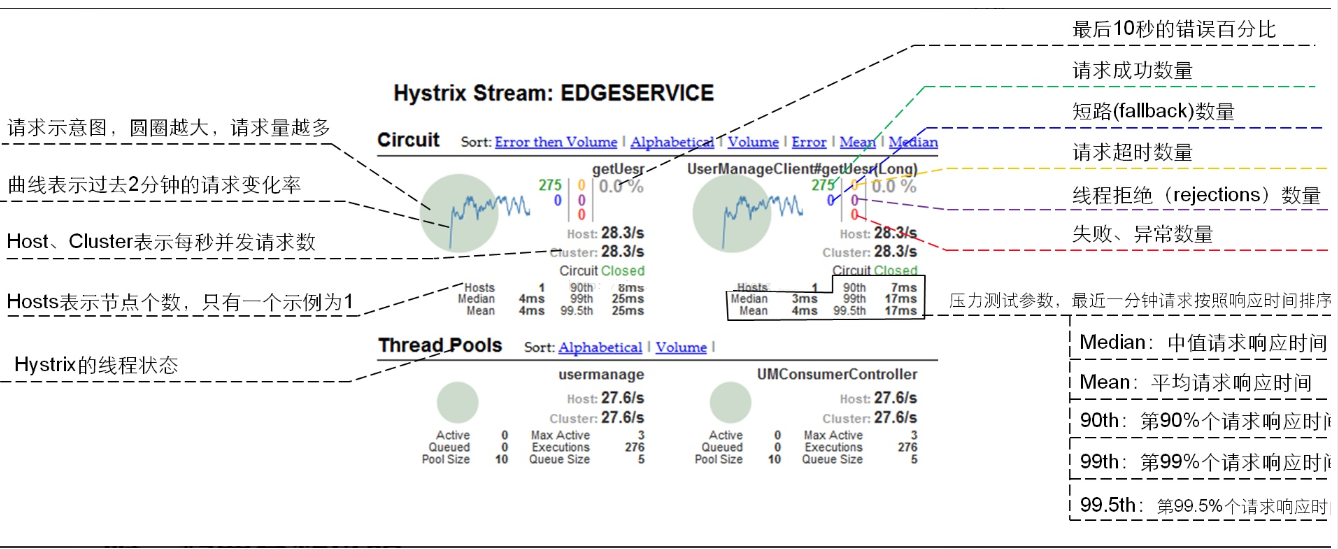 最后10秒的错误百分比
请求成功数量
短路(fallback)数量
请求超时数量
线程拒绝（rejections）数量
失败、异常数量
请求示意图，圆圈越大，请求量越多
曲线表示过去2分钟的请求变化率
Host、Cluster表示每秒并发请求数
Hosts表示节点个数，只有一个示例为1
Hystrix的线程状态
Hystrix Stream: EDGESERVICE
Circuit Sort: Error then Volume | Alphabetical | Volume | Error | Mean | Median
getUesr
275 0 0.0 %
0 0
0
Host: 28.3/s
Cluster: 28.3/s
Circuit Closed
Hosts 1 90th 8ms
Median 4ms 99th 25ms
Mean 4ms 99.5th 25ms
UserManageClient#getUesr(Long)
275 0 0.0 %
0 0
0
Host: 28.3/s
Cluster: 28.3/s
Circuit Closed
Hosts 1 90th 7ms
Median 3ms 99th 17ms
Mean 4ms 99.5th 17ms
Thread Pools Sort: Alphabetical | Volume |
usermanage
Host: 27.6/s
Cluster: 27.6/s
Active 0 Max Active 3
Queued 0 Executions 276
Pool Size 10 Queue Size 5
UMConsumerController
Host: 27.6/s
Cluster: 27.6/s
Active 0 Max Active 3
Queued 0 Executions 276
Pool Size 10 Queue Size 5
压力测试参数，最近一分钟请求按照响应时间排序
Median：中值请求响应时间
Mean：平均请求响应时间
90th：第90%个请求响应时
99th：第99%个请求响应时
99.5th：第99.5%个请求响应时